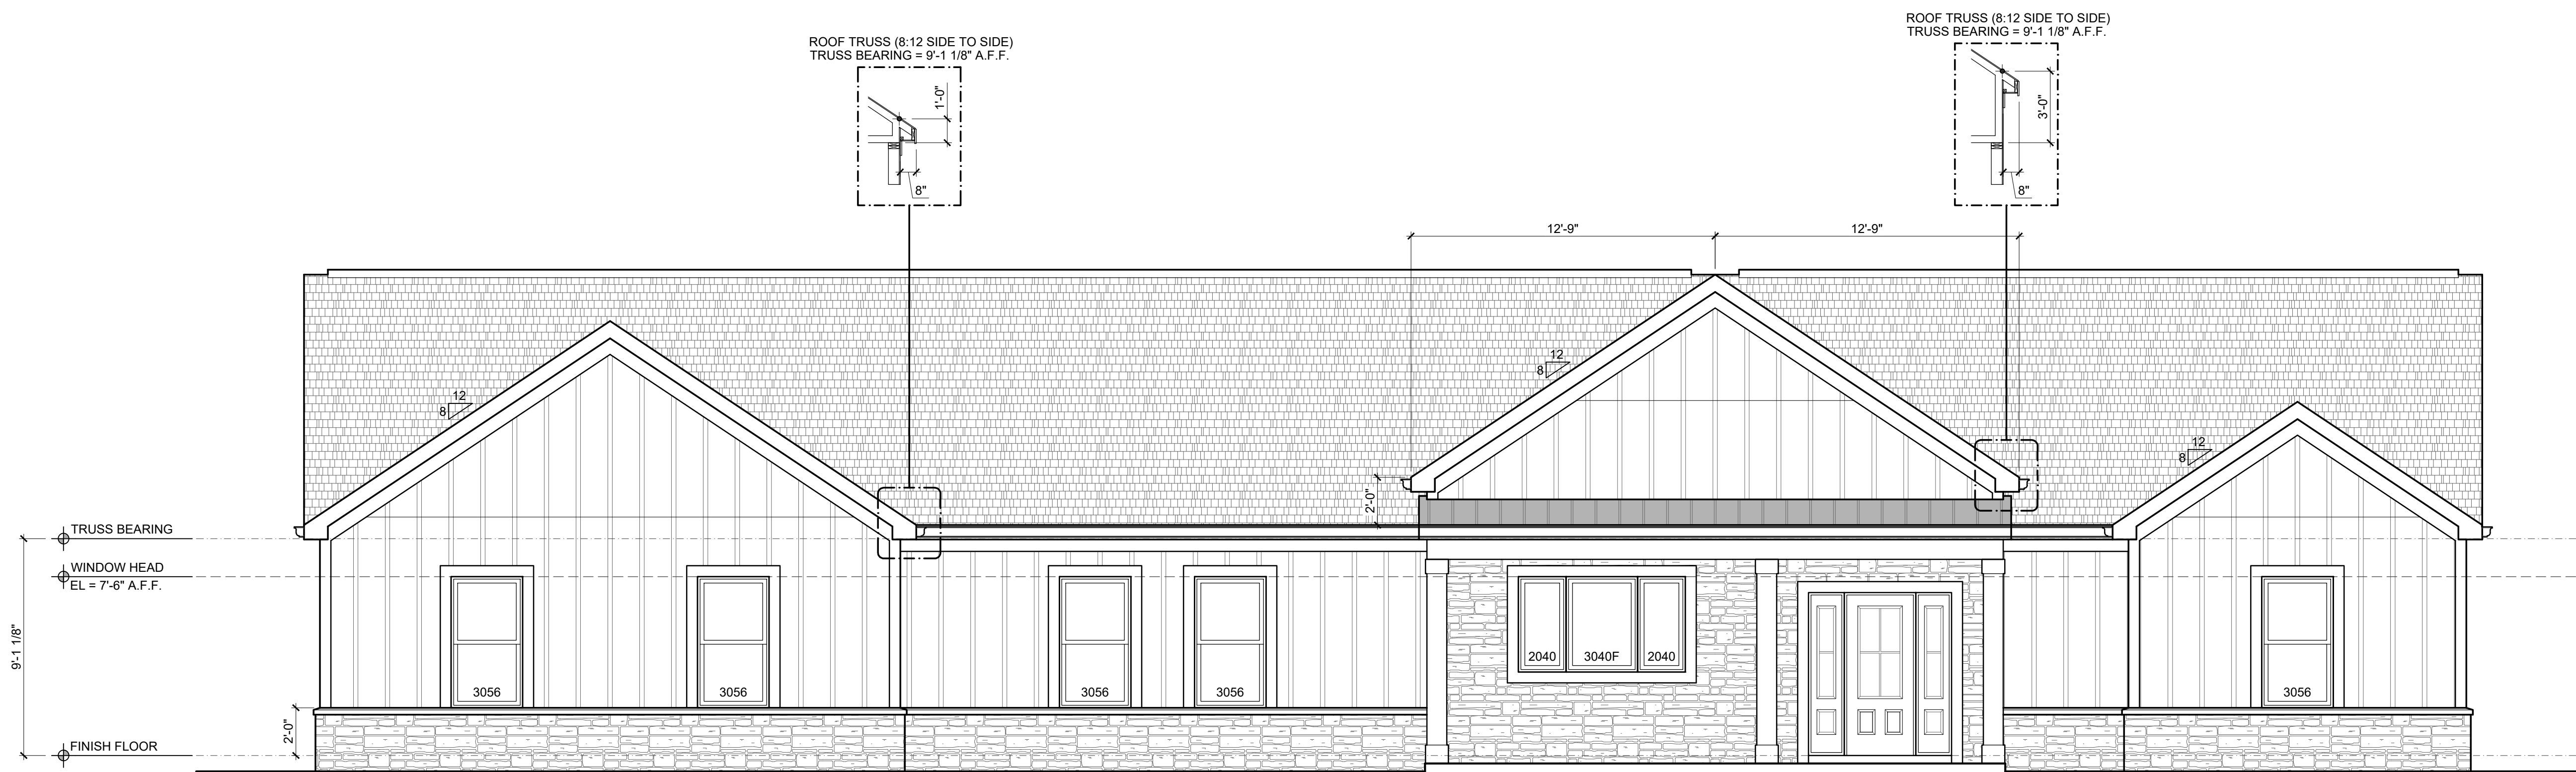 ROOF TRUSS (8:12 SIDE TO SIDE)
TRUSS BEARING = 9'-1 1/8" A.F.F.
1'-0"
8"
ROOF TRUSS (8:12 SIDE TO SIDE)
TRUSS BEARING = 9'-1 1/8" A.F.F.
3'-0"
8"
12'-9"
12'-9"
12
8
12
8
12
8
2'-0"
TRUSS BEARING
WINDOW HEAD
EL = 7'-6" A.F.F.
9'-1 1/8"
2'-0"
FINISH FLOOR
3056
3056
3056
3056
2040
3040F
2040
3056